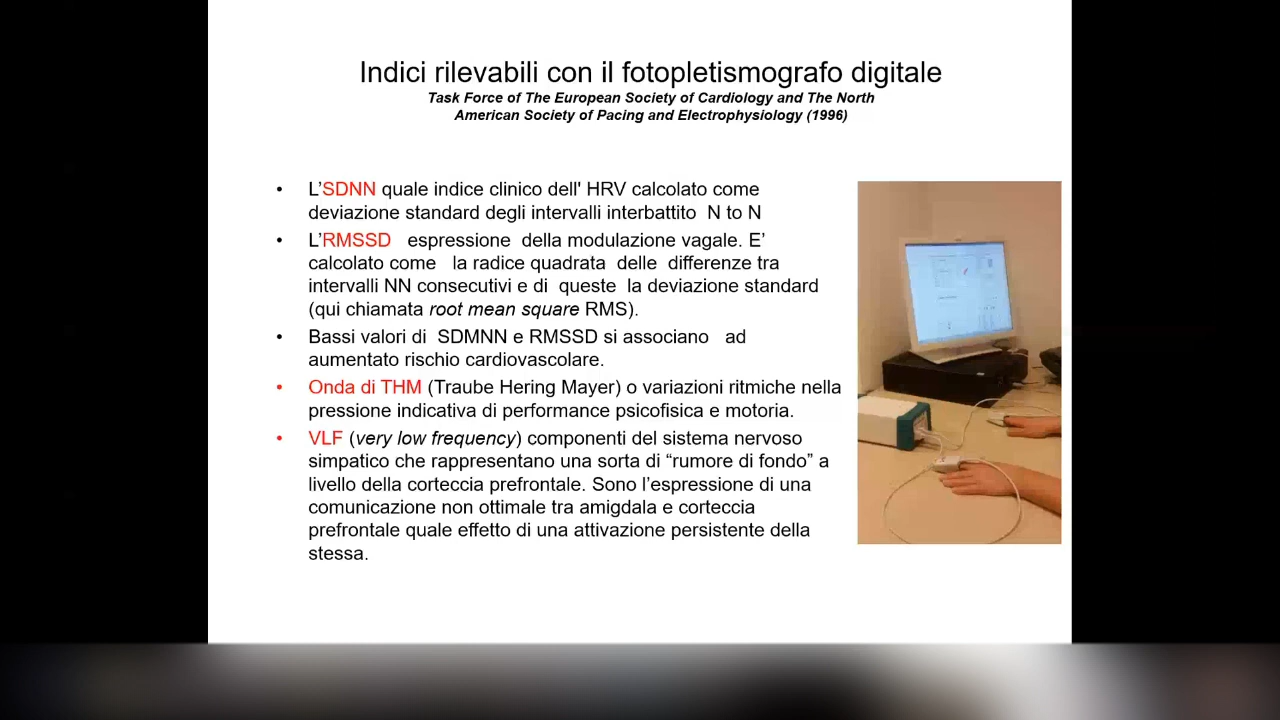 Indici rilevabili con il fotopletismografo digitale
Task Force of The European Society of Cardiology and The North
American Society of Pacing and Electrophysiology (1996)
• L’SDNN quale indice clinico dell' HRV calcolato come
deviazione standard degli intervalli interbattito N to N
• L’RMSSD espressione della modulazione vagale. E’
calcolato come la radice quadrata delle differenze tra
intervalli NN consecutivi e di queste la deviazione standard
(qui chiamata root mean square RMS).
• Bassi valori di SDMNN e RMSSD si associano ad
aumentato rischio cardiovascolare.
• Onda di THM (Traube Hering Mayer) o variazioni ritmiche nella
pressione indicativa di performance psicofisica e motoria.
• VLF (very low frequency) componenti del sistema nervoso
simpatico che rappresentano una sorta di “rumore di fondo” a
livello della corteccia prefrontale. Sono l’espressione di una
comunicazione non ottimale tra amigdala e corteccia
prefrontale quale effetto di una attivazione persistente della
stessa.